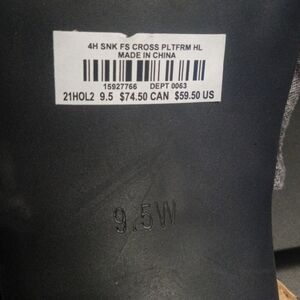 4H SNK FS CROSS PLTFRM HL
MADE IN CHINA
15927766 DEPT 0063
21HOL2 9.5 $74.50 CAN $59.50 US
9.5W